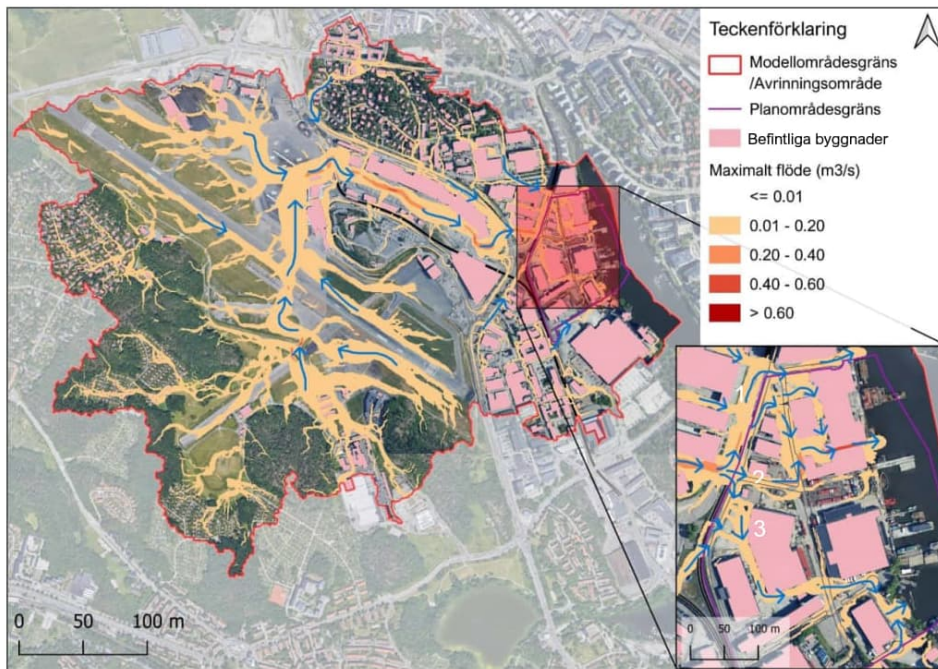 Teckenförklaring
Modellområdesgräns
/Avrinningsområde
Planområdesgräns
Befintliga byggnader
Maximalt flöde (m3/s)
<= 0.01
0.01 - 0.20
0.20 - 0.40
0.40 - 0.60
> 0.60
2
3
0 50 100 m
0 50 100 m